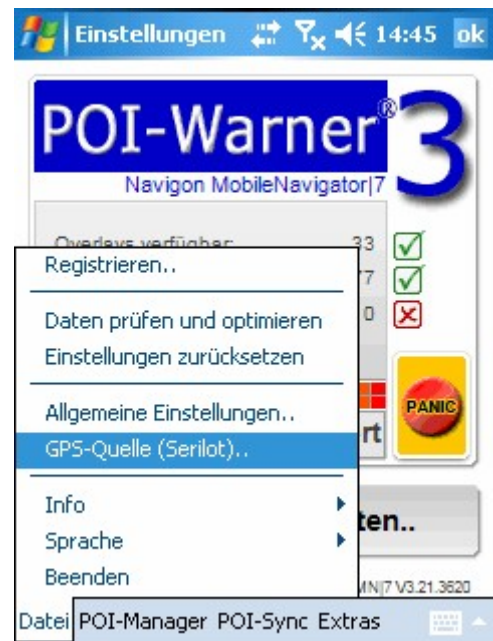 Einstellungen 14:45 ok
POI-Warner® 3
Navigon MobileNavigator|7
Overlays verfügbar: 33
77
0
Registrieren..
Daten prüfen und optimieren
Einstellungen zurücksetzen
Allgemeine Einstellungen..
PANIC
GPS-Quelle (Serilot)..
rt
Info
Sprache
ten..
Beenden
MN|7 V3.21.3620
Datei POI-Manager POI-Sync Extras